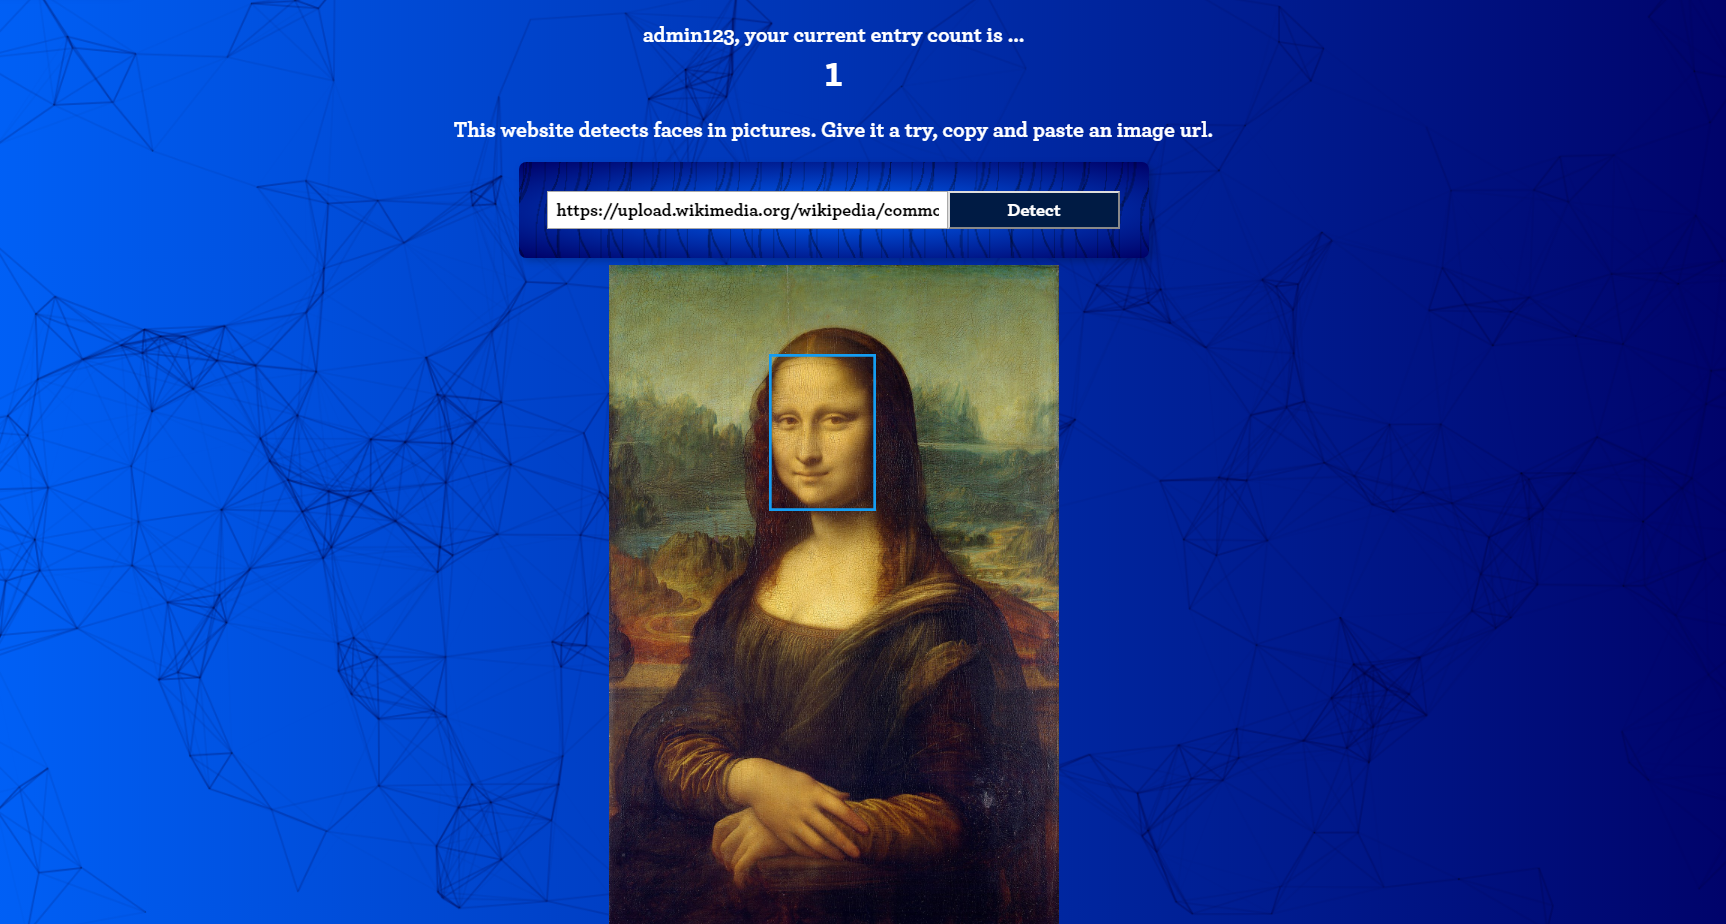 admin123, your current entry count is ...
1
This website detects faces in pictures. Give it a try, copy and paste an image url.
https://upload.wikimedia.org/wikipedia/commo
Detect